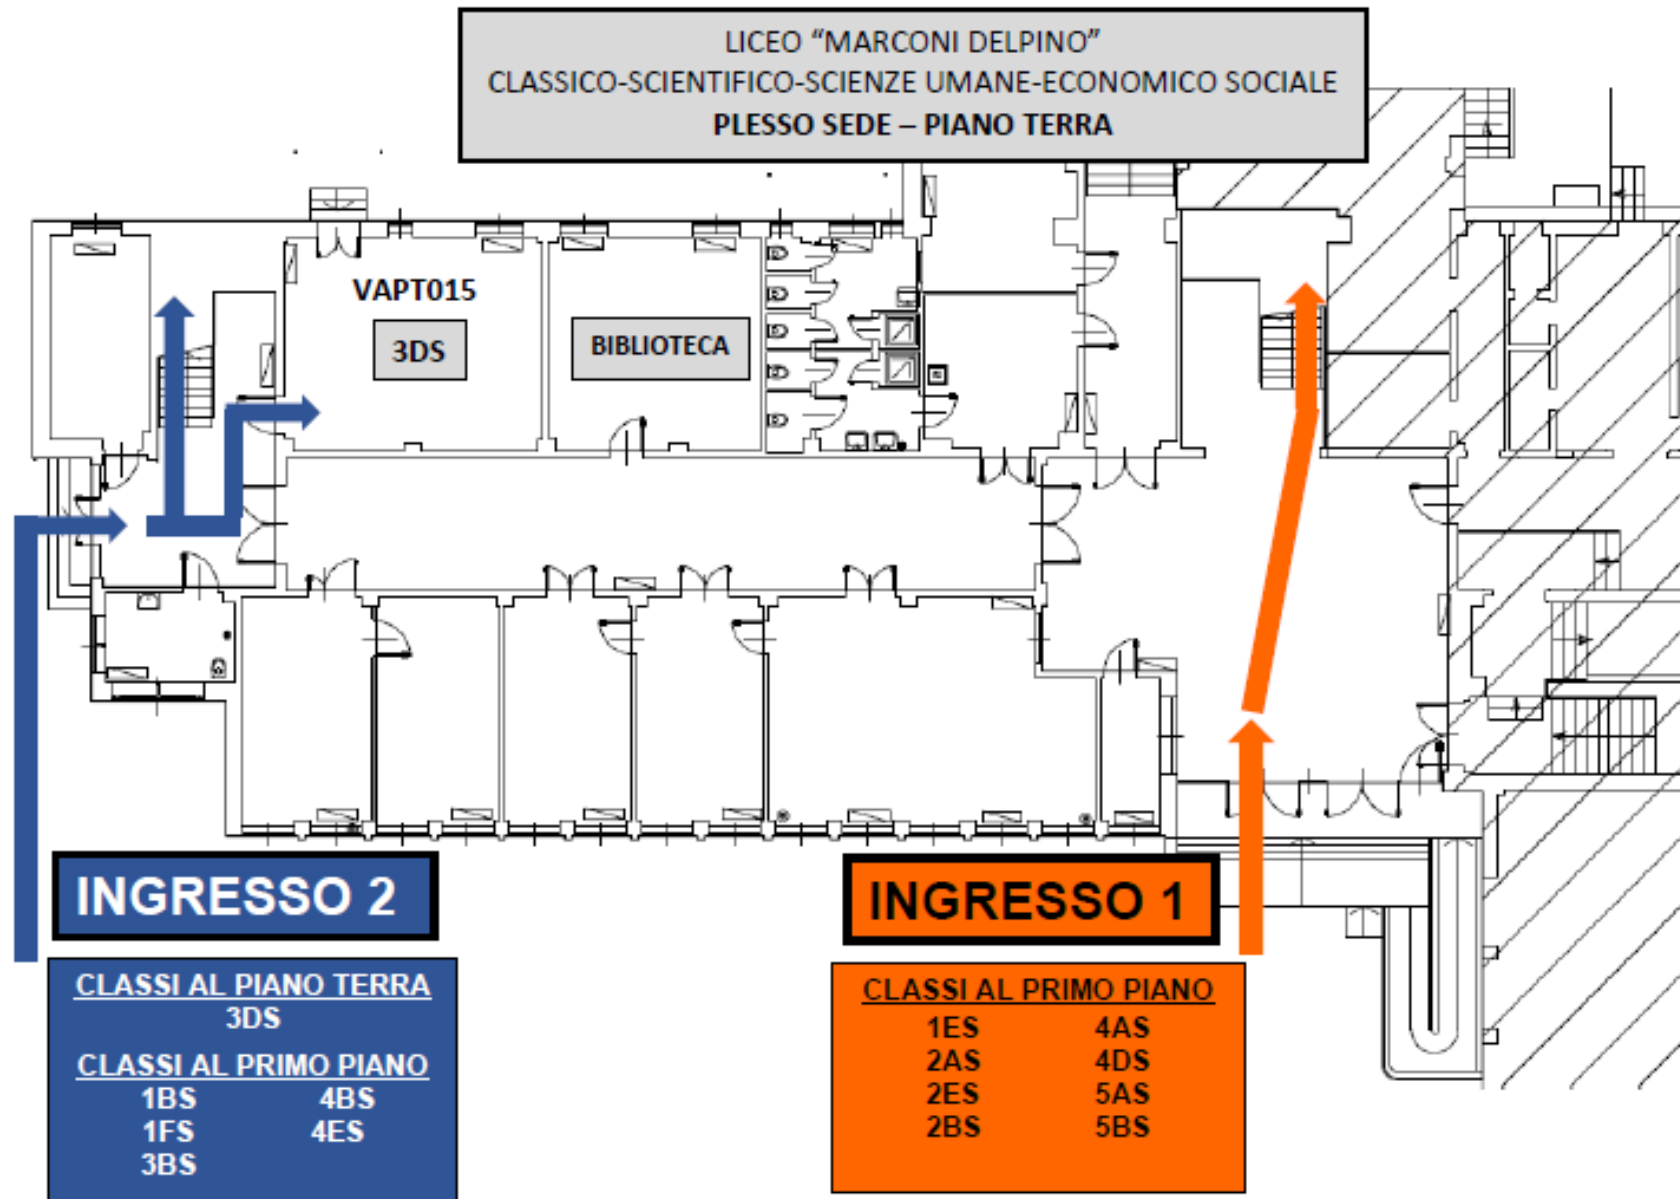 LICEO “MARCONI DELPINO”
CLASSICO-SCIENTIFICO-SCIENZE UMANE-ECONOMICO SOCIALE
PLESSO SEDE – PIANO TERRA
VAPT015
3DS
BIBLIOTECA
INGRESSO 2
CLASSI AL PIANO TERRA
3DS
CLASSI AL PRIMO PIANO
1BS 4BS
1FS 4ES
3BS
INGRESSO 1
CLASSI AL PRIMO PIANO
1ES 4AS
2AS 4DS
2ES 5AS
2BS 5BS